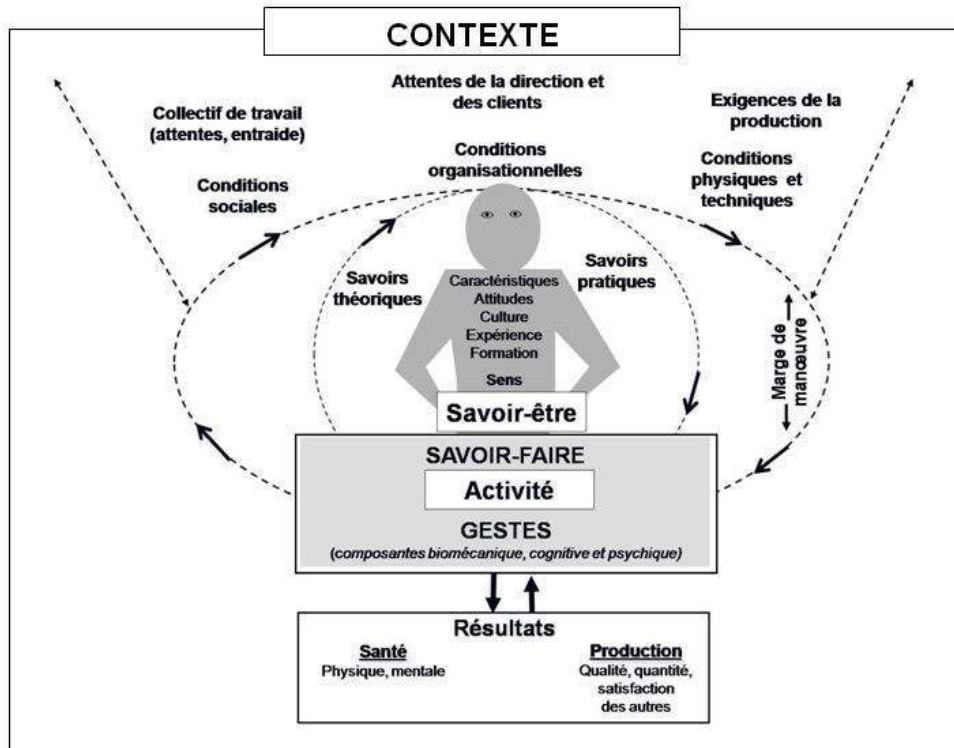 CONTEXTE
Attentes de la direction et
des clients
Collectif de travail
(attentes, entraide)
Exigences de la
production
Conditions
organisationnelles
Conditions
sociales
Conditions
physiques et
techniques
Savoirs
théoriques
Savoirs
pratiques
Caractéristiques
Attitudes
Culture
Expérience
Formation
Sens
Marge de
manœuvre
Savoir-être
SAVOIR-FAIRE
Activité
GESTES
(composantes biomécanique, cognitive et psychique)
Résultats
Santé
Physique, mentale
Production
Qualité, quantité,
satisfaction
des autres